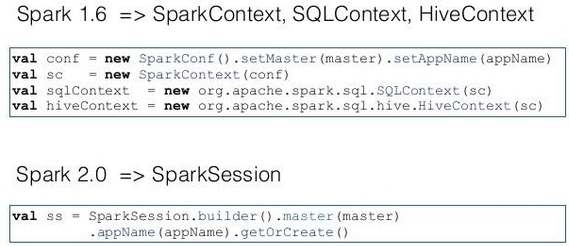 Spark 1.6 => SparkContext, SQLContext, HiveContext
val conf = new SparkConf().setMaster(master).setAppName(appName)
val sc = new SparkContext(conf)
val sqlContext = new org.apache.spark.sql.SQLContext(sc)
val hiveContext = new org.apache.spark.sql.hive.HiveContext(sc)
Spark 2.0 => SparkSession
val ss = SparkSession.builder().master(master)
.appName(appName).getOrCreate()